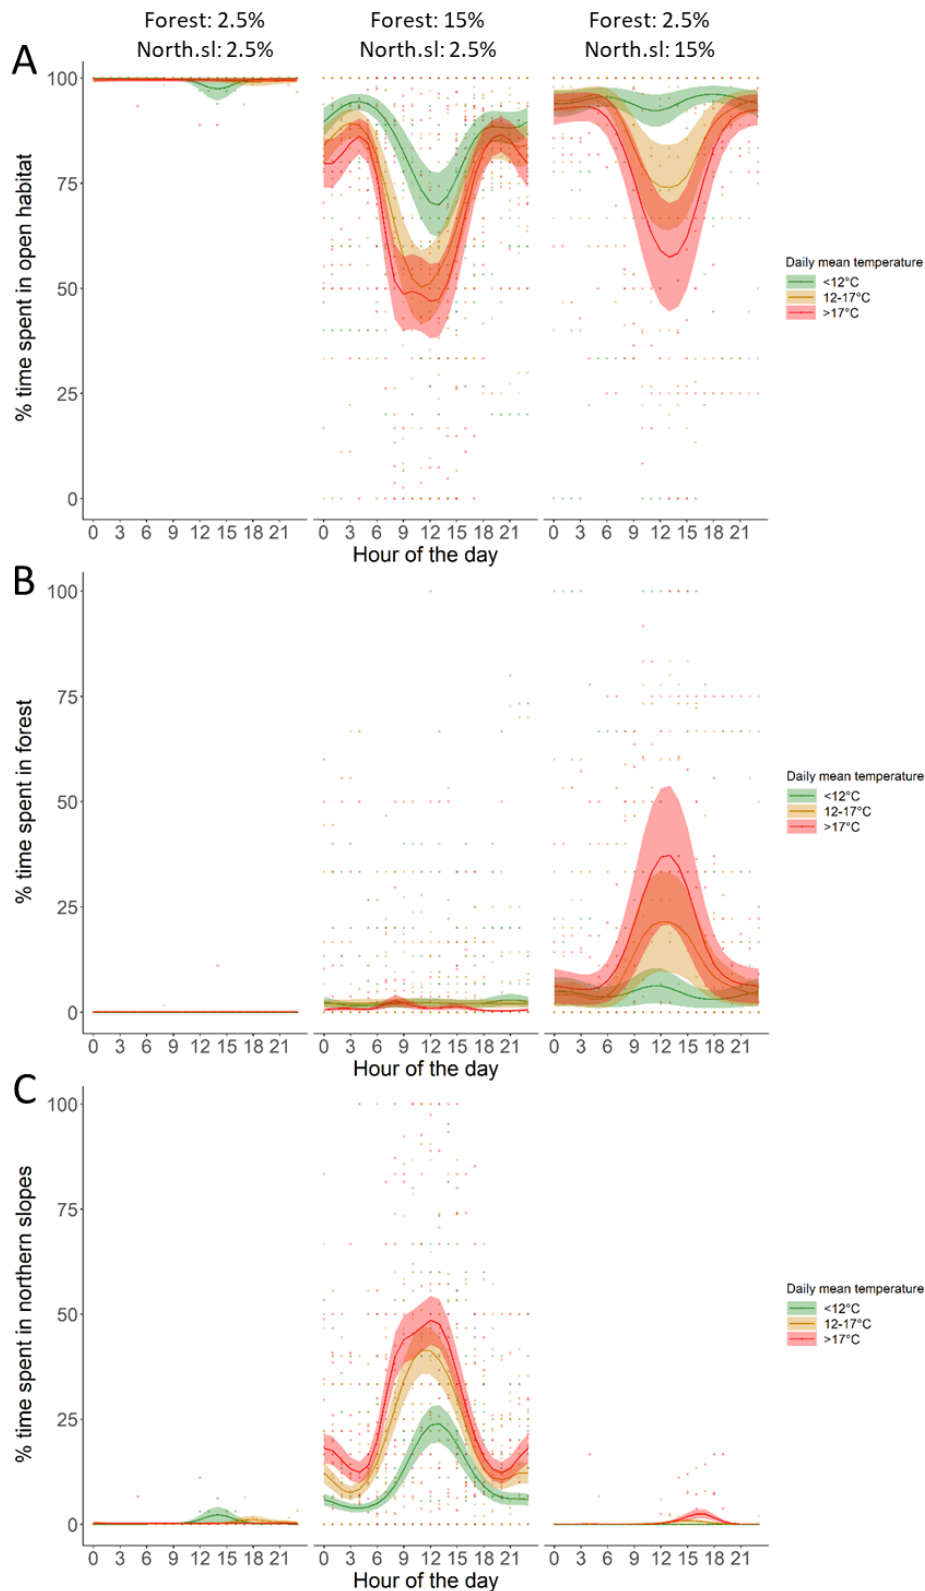 Forest: 2.5%
North.sl: 2.5%
Forest: 15%
North.sl: 2.5%
Forest: 2.5%
North.sl: 15%
A
% time spent in open habitat
100
75
50
25
0
0 3 6 9 12 15 18 21
0 3 6 9 12 15 18 21
0 3 6 9 12 15 18 21
Hour of the day
Daily mean temperature
<12°C
12-17°C
>17°C
B
% time spent in forest
100
75
50
25
0
0 3 6 9 12 15 18 21
0 3 6 9 12 15 18 21
0 3 6 9 12 15 18 21
Hour of the day
Daily mean temperature
<12°C
12-17°C
>17°C
C
% time spent in northern slopes
100
75
50
25
0
0 3 6 9 12 15 18 21
0 3 6 9 12 15 18 21
0 3 6 9 12 15 18 21
Hour of the day
Daily mean temperature
<12°C
12-17°C
>17°C